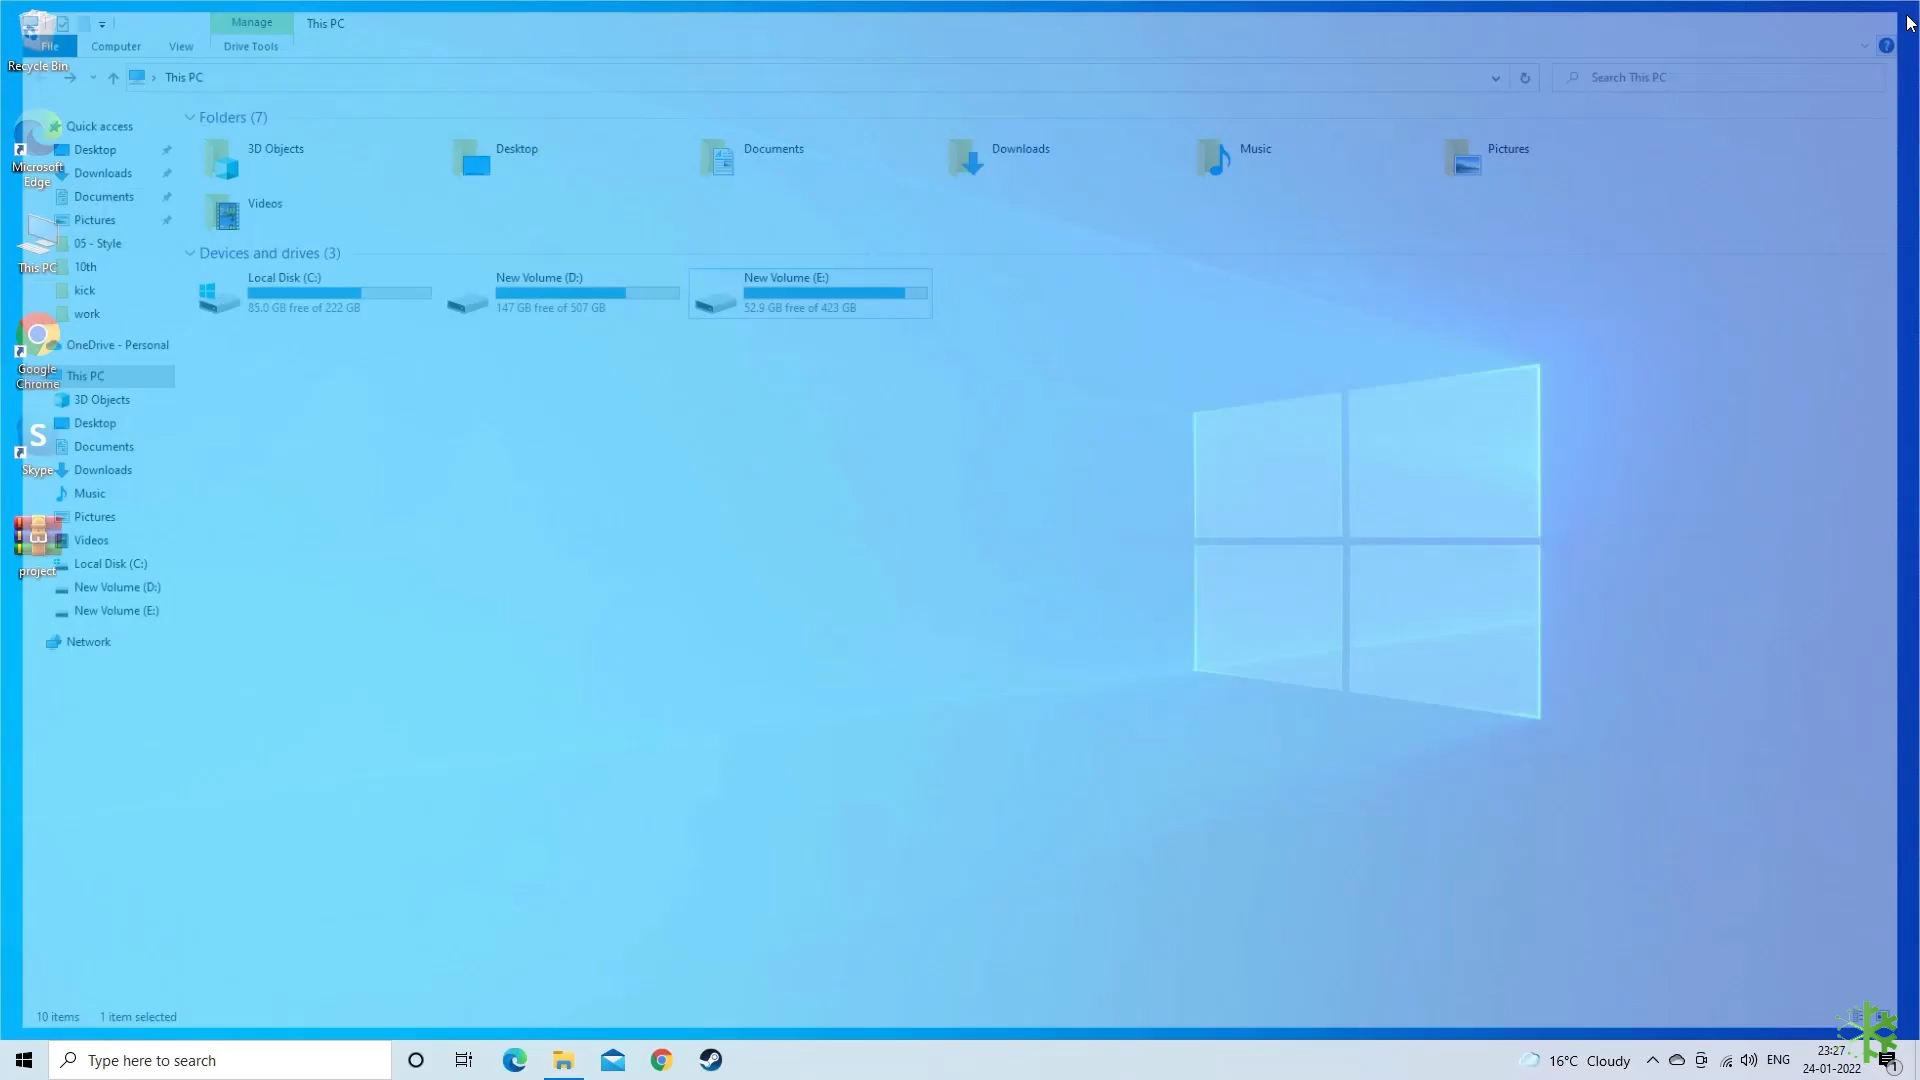 Manage
This PC
File
Computer
View
Drive Tools
Recycle Bin
This PC
Search This PC
Quick access
Desktop
Downloads
Documents
Pictures
05 - Style
10th
kick
work
OneDrive - Personal
This PC
3D Objects
Desktop
Documents
Downloads
Music
Pictures
Videos
Local Disk (C:)
New Volume (D:)
New Volume (E:)
Network
Microsoft
Edge
This PC
Google
Chrome
S
Skype
project
Folders (7)
3D Objects
Desktop
Documents
Downloads
Music
Pictures
Videos
Devices and drives (3)
Local Disk (C:)
85.0 GB free of 222 GB
New Volume (D:)
147 GB free of 507 GB
New Volume (E:)
52.9 GB free of 423 GB
10 items
1 item selected
Type here to search
16°C Cloudy
ENG
23:27
24-01-2022
1